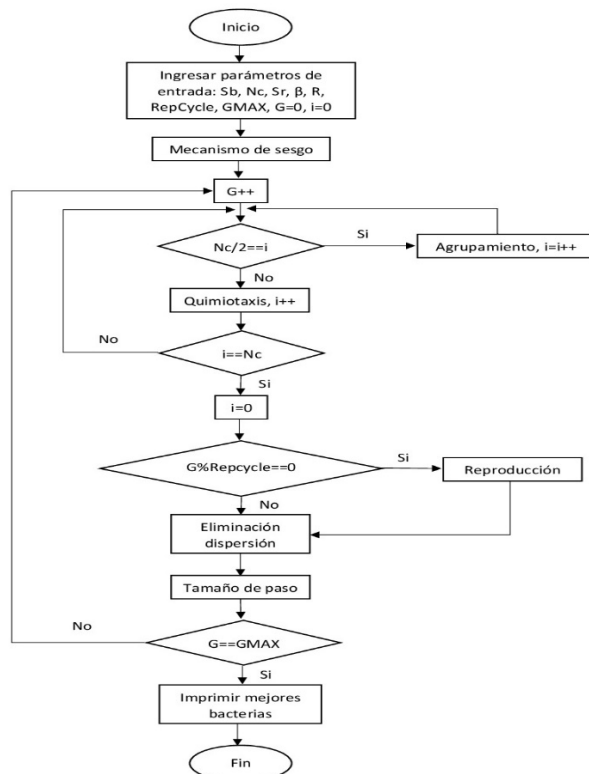 Inicio
Ingresar parámetros de
entrada: Sb, Nc, Sr, β, R,
RepCycle, GMAX, G=0, i=0
Mecanismo de sesgo
G++
Nc/2==i
Si
Agrupamiento, i=i++
No
Quimiotaxis, i++
No
i==Nc
Si
i=0
G%Repcycle==0
Si
Reproducción
No
Eliminación
dispersión
Tamaño de paso
No
G==GMAX
Si
Imprimir mejores
bacterias
Fin